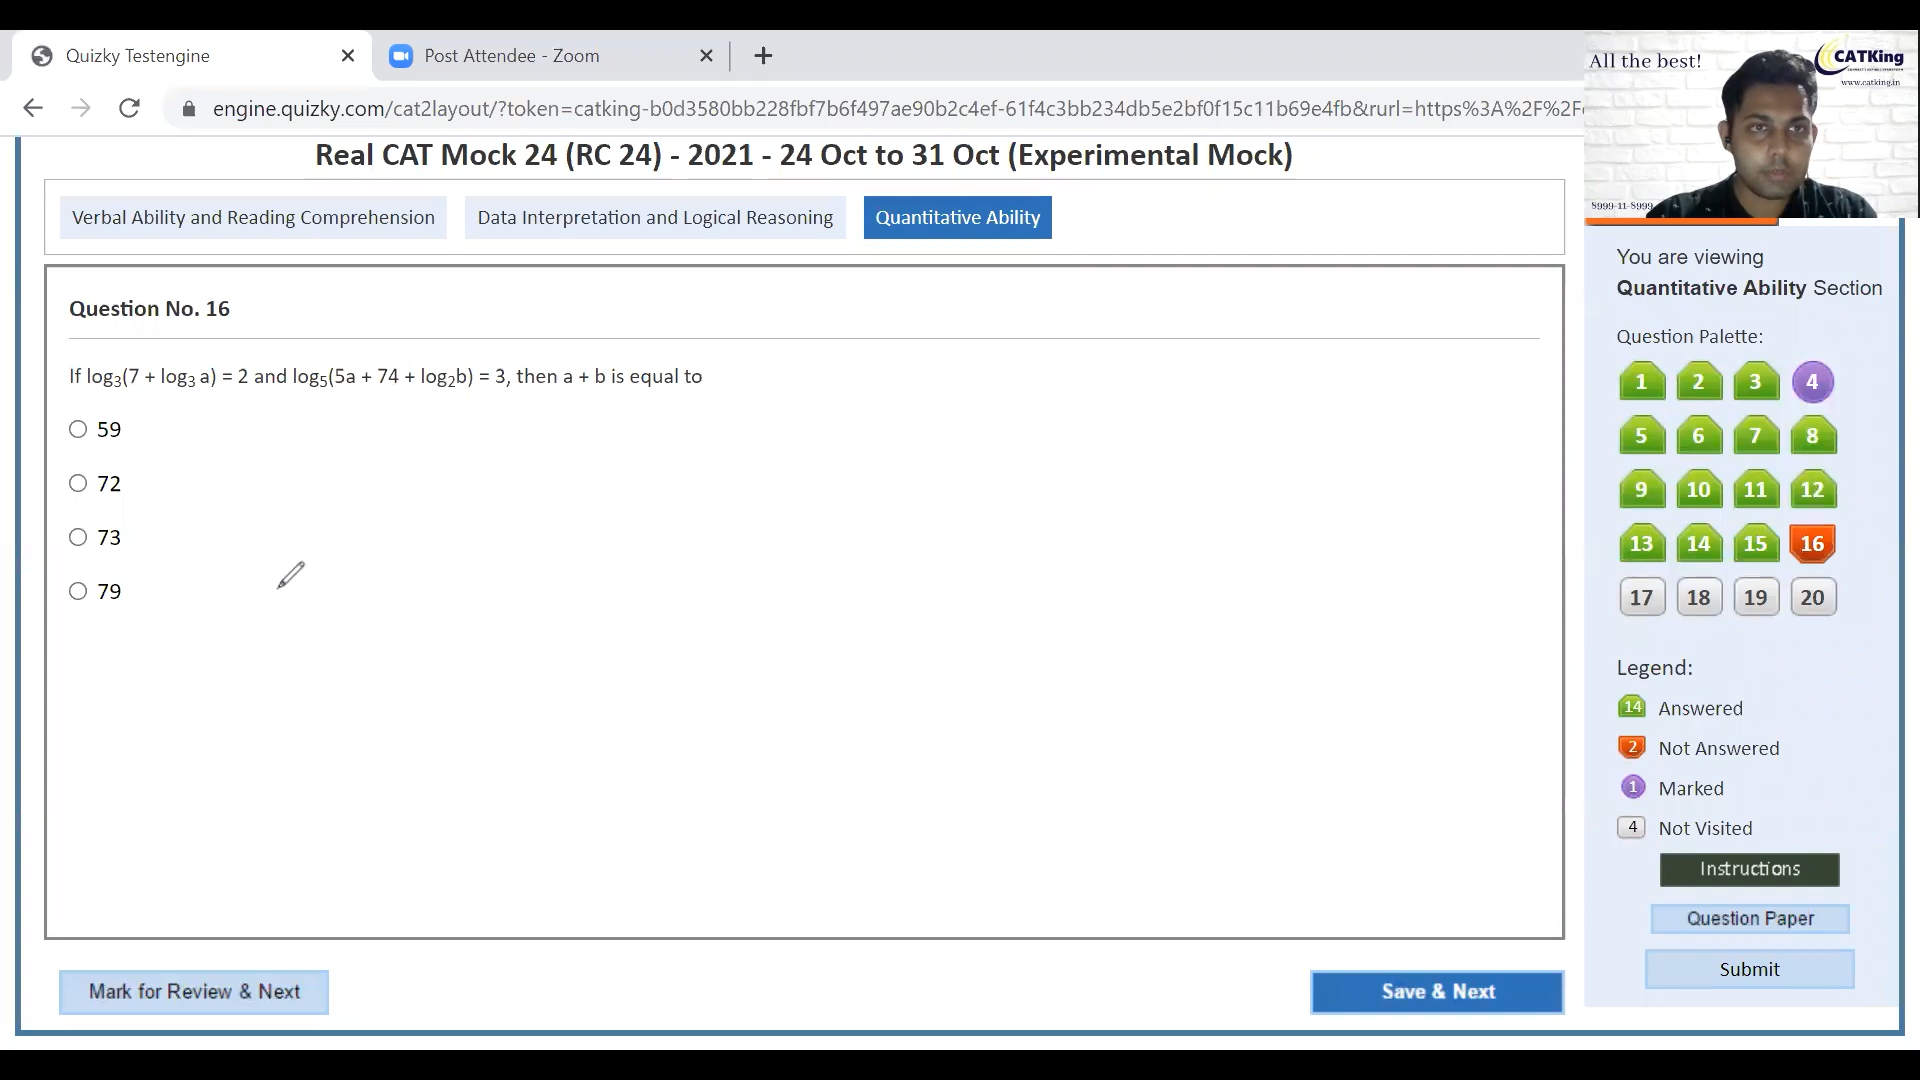 Quizky Testengine
Post Attendee - Zoom
engine.quizky.com/cat2layout/?token=catking-b0d3580bb228fbf7b6f497ae90b2c4ef-61f4c3bb234db5e2bf0f15c11b69e4fb&rurl=https%3A%2F%2F
All the best!
CATKing
www.catking.in
8999-11-8999
Real CAT Mock 24 (RC 24) - 2021 - 24 Oct to 31 Oct (Experimental Mock)
Verbal Ability and Reading Comprehension
Data Interpretation and Logical Reasoning
Quantitative Ability
Question No. 16
If log₃(7 + log₃ a) = 2 and log₅(5a + 74 + log₂b) = 3, then a + b is equal to
59
72
73
79
Mark for Review & Next
Save & Next
You are viewing
Quantitative Ability Section
Question Palette:
1 2 3 4
5 6 7 8
9 10 11 12
13 14 15 16
17 18 19 20
Legend:
14 Answered
2 Not Answered
1 Marked
4 Not Visited
Instructions
Question Paper
Submit